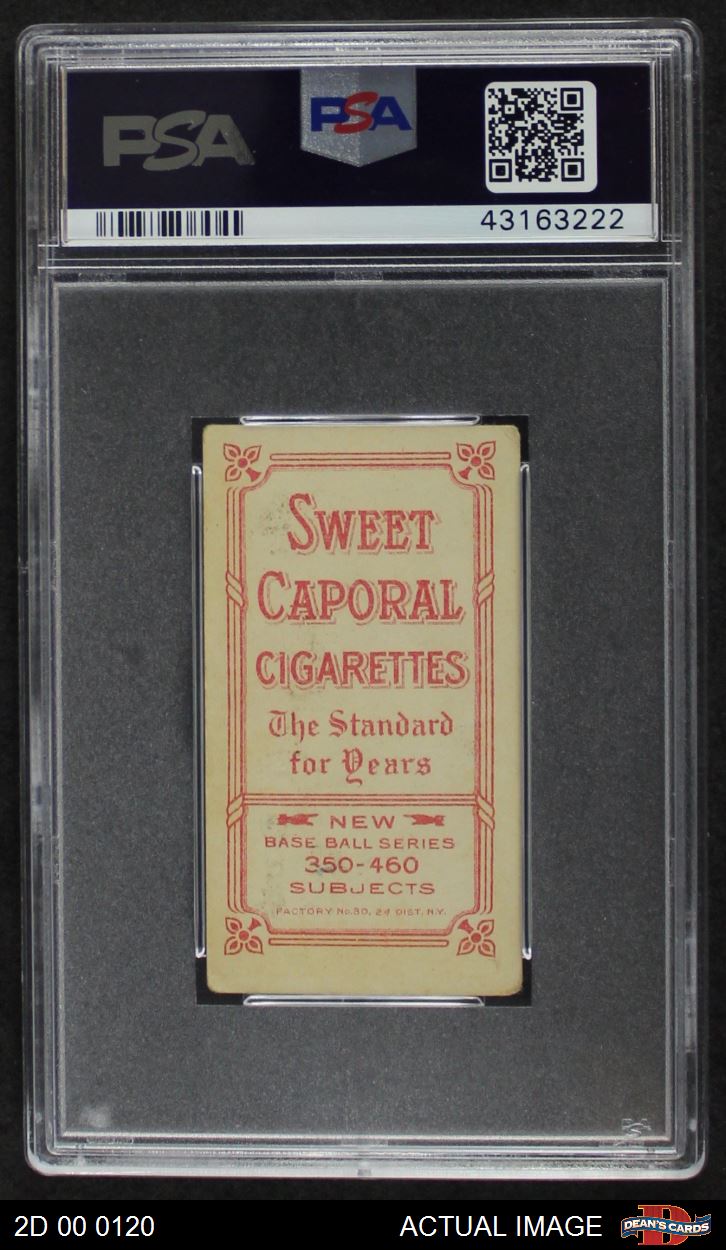 PSA
PSA
43163222
SWEET
CAPORAL
CIGARETTES
The Standard
for Years
NEW
BASE BALL SERIES
350-460
SUBJECTS
FACTORY No. 30, 2d DIST. N.Y.
PSA
2D 00 0120
ACTUAL IMAGE
DEAN'S CARDS